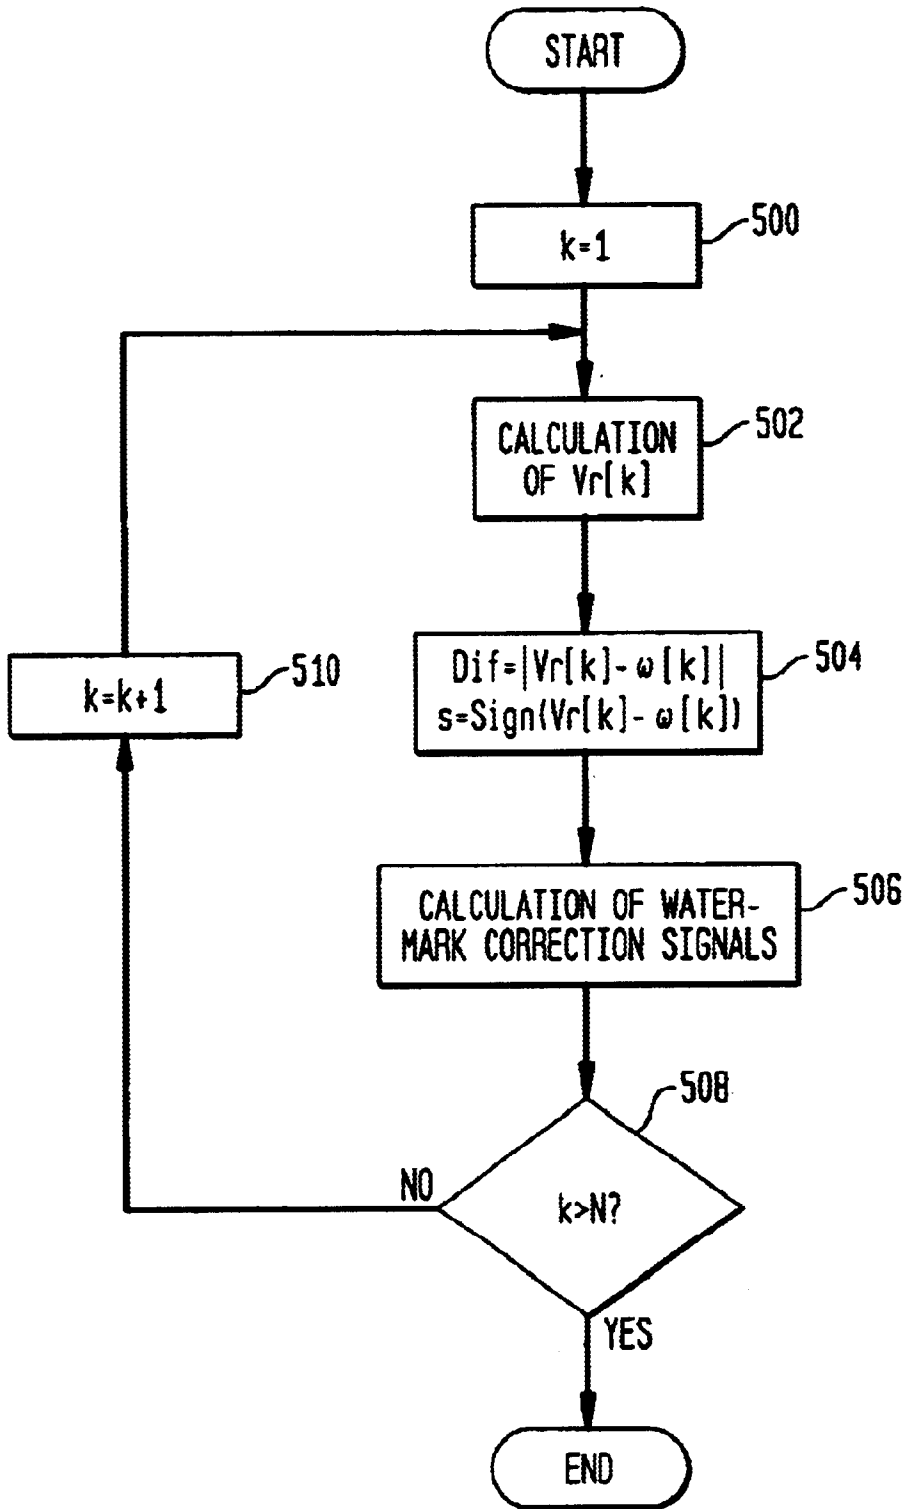 START
k=1
500
CALCULATION
OF Vr[k]
502
Dif=|Vr[k]-ω[k]|
s=Sign(Vr[k]-ω[k])
504
CALCULATION OF WATER-
MARK CORRECTION SIGNALS
506
k>N?
508
NO
k=k+1
510
YES
END